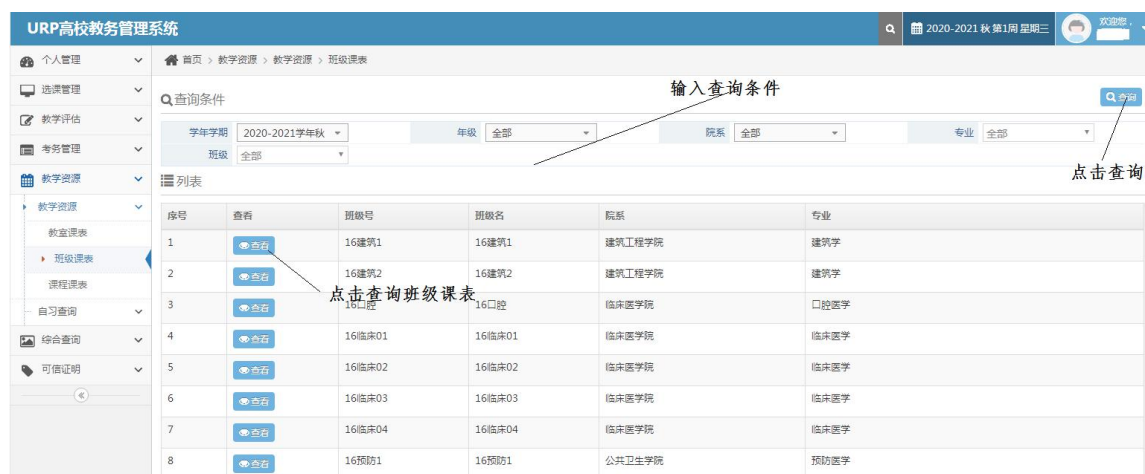 URP高校教务管理系统
2020-2021 秋 第1周 星期三
欢迎您，
个人管理
选课管理
教学评估
考务管理
教学资源
教学资源
教室课表
班级课表
课程课表
自习查询
综合查询
可信证明
首页 > 教学资源 > 教学资源 > 班级课表
查询条件
输入查询条件
查询
学年学期 2020-2021学年秋 年级 全部 院系 全部 专业 全部
班级 全部
点击查询
列表
序号 查看 班级号 班级名 院系 专业
1 查看 16建筑1 16建筑1 建筑工程学院 建筑学
2 查看 16建筑2 16建筑2 建筑工程学院 建筑学
点击查询班级课表
3 查看 16口腔 16口腔 临床医学院 口腔医学
4 查看 16临床01 16临床01 临床医学院 临床医学
5 查看 16临床02 16临床02 临床医学院 临床医学
6 查看 16临床03 16临床03 临床医学院 临床医学
7 查看 16临床04 16临床04 临床医学院 临床医学
8 查看 16预防1 16预防1 公共卫生学院 预防医学